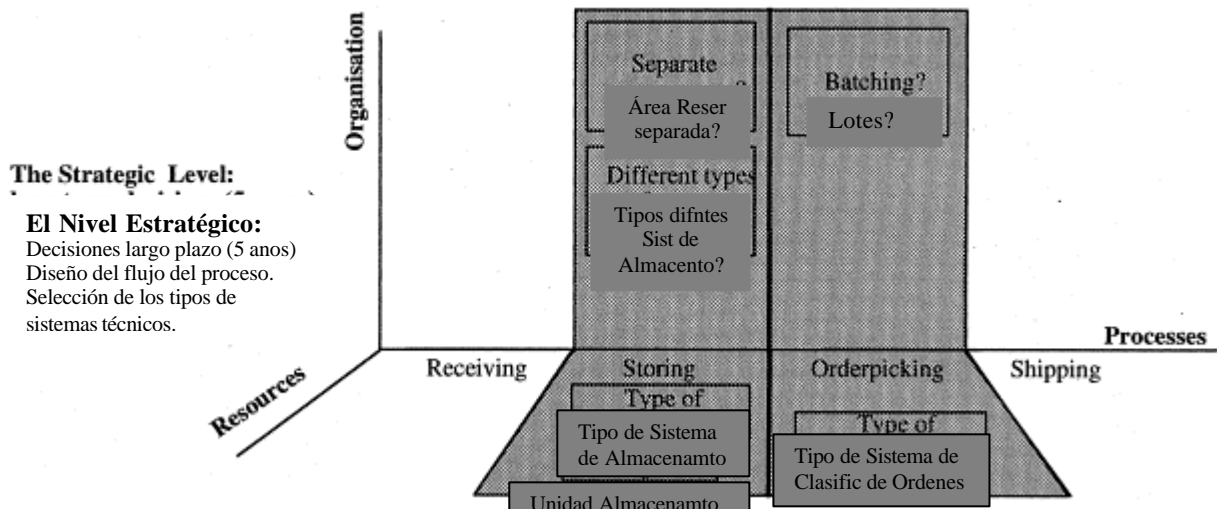 Organisation
Separate
Área Reser
separada?
Batching?
Lotes?
The Strategic Level:
El Nivel Estratégico:
Decisiones largo plazo (5 anos)
Diseño del flujo del proceso.
Selección de los tipos de
sistemas técnicos.
Different types
Tipos difntes
Sist de
Almacento?
Processes
Receiving
Storing
Orderpicking
Shipping
Resources
Type of
Tipo de Sistema
de Almacenamto
Unidad Almacenamto
Type of
Tipo de Sistema de
Clasific de Ordenes